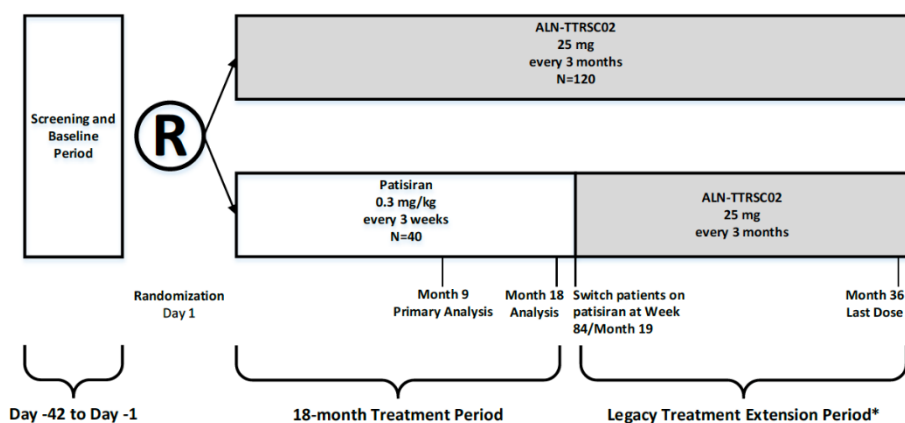 Screening and
Baseline
Period
R
ALN-TTRSC02
25 mg
every 3 months
N=120
Patisiran
0.3 mg/kg
every 3 weeks
N=40
ALN-TTRSC02
25 mg
every 3 months
Randomization
Day 1
Month 9
Primary Analysis
Month 18
Analysis
Switch patients on
patisiran at Week
84/Month 19
Month 36
Last Dose
Day -42 to Day -1
18-month Treatment Period
Legacy Treatment Extension Period*